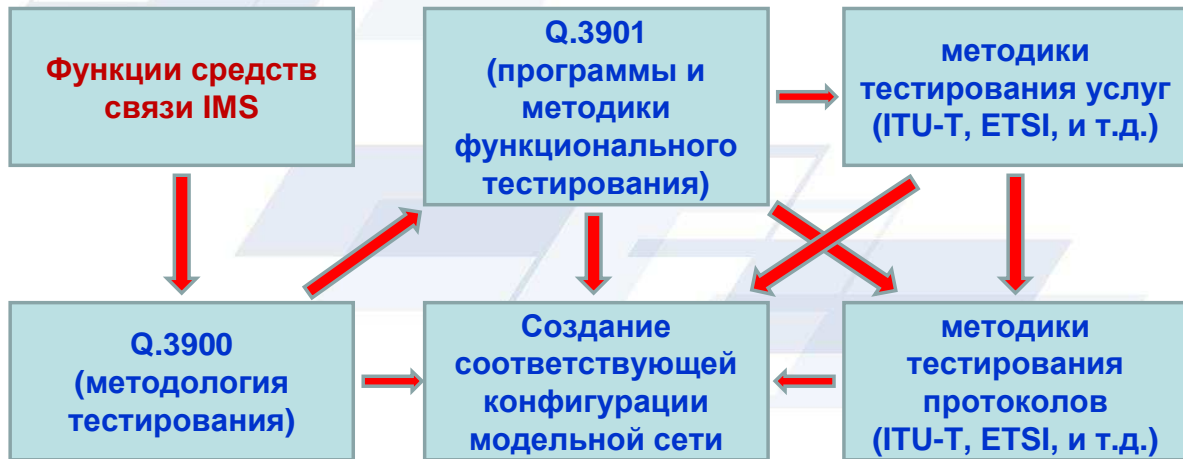 Функции средств
связи IMS
Q.3901
(программы и
методики
функционального
тестирования)
методики
тестирования услуг
(ITU-T, ETSI, и т.д.)
Q.3900
(методология
тестирования)
Создание
соответствующей
конфигурации
модельной сети
методики
тестирования
протоколов
(ITU-T, ETSI, и т.д.)